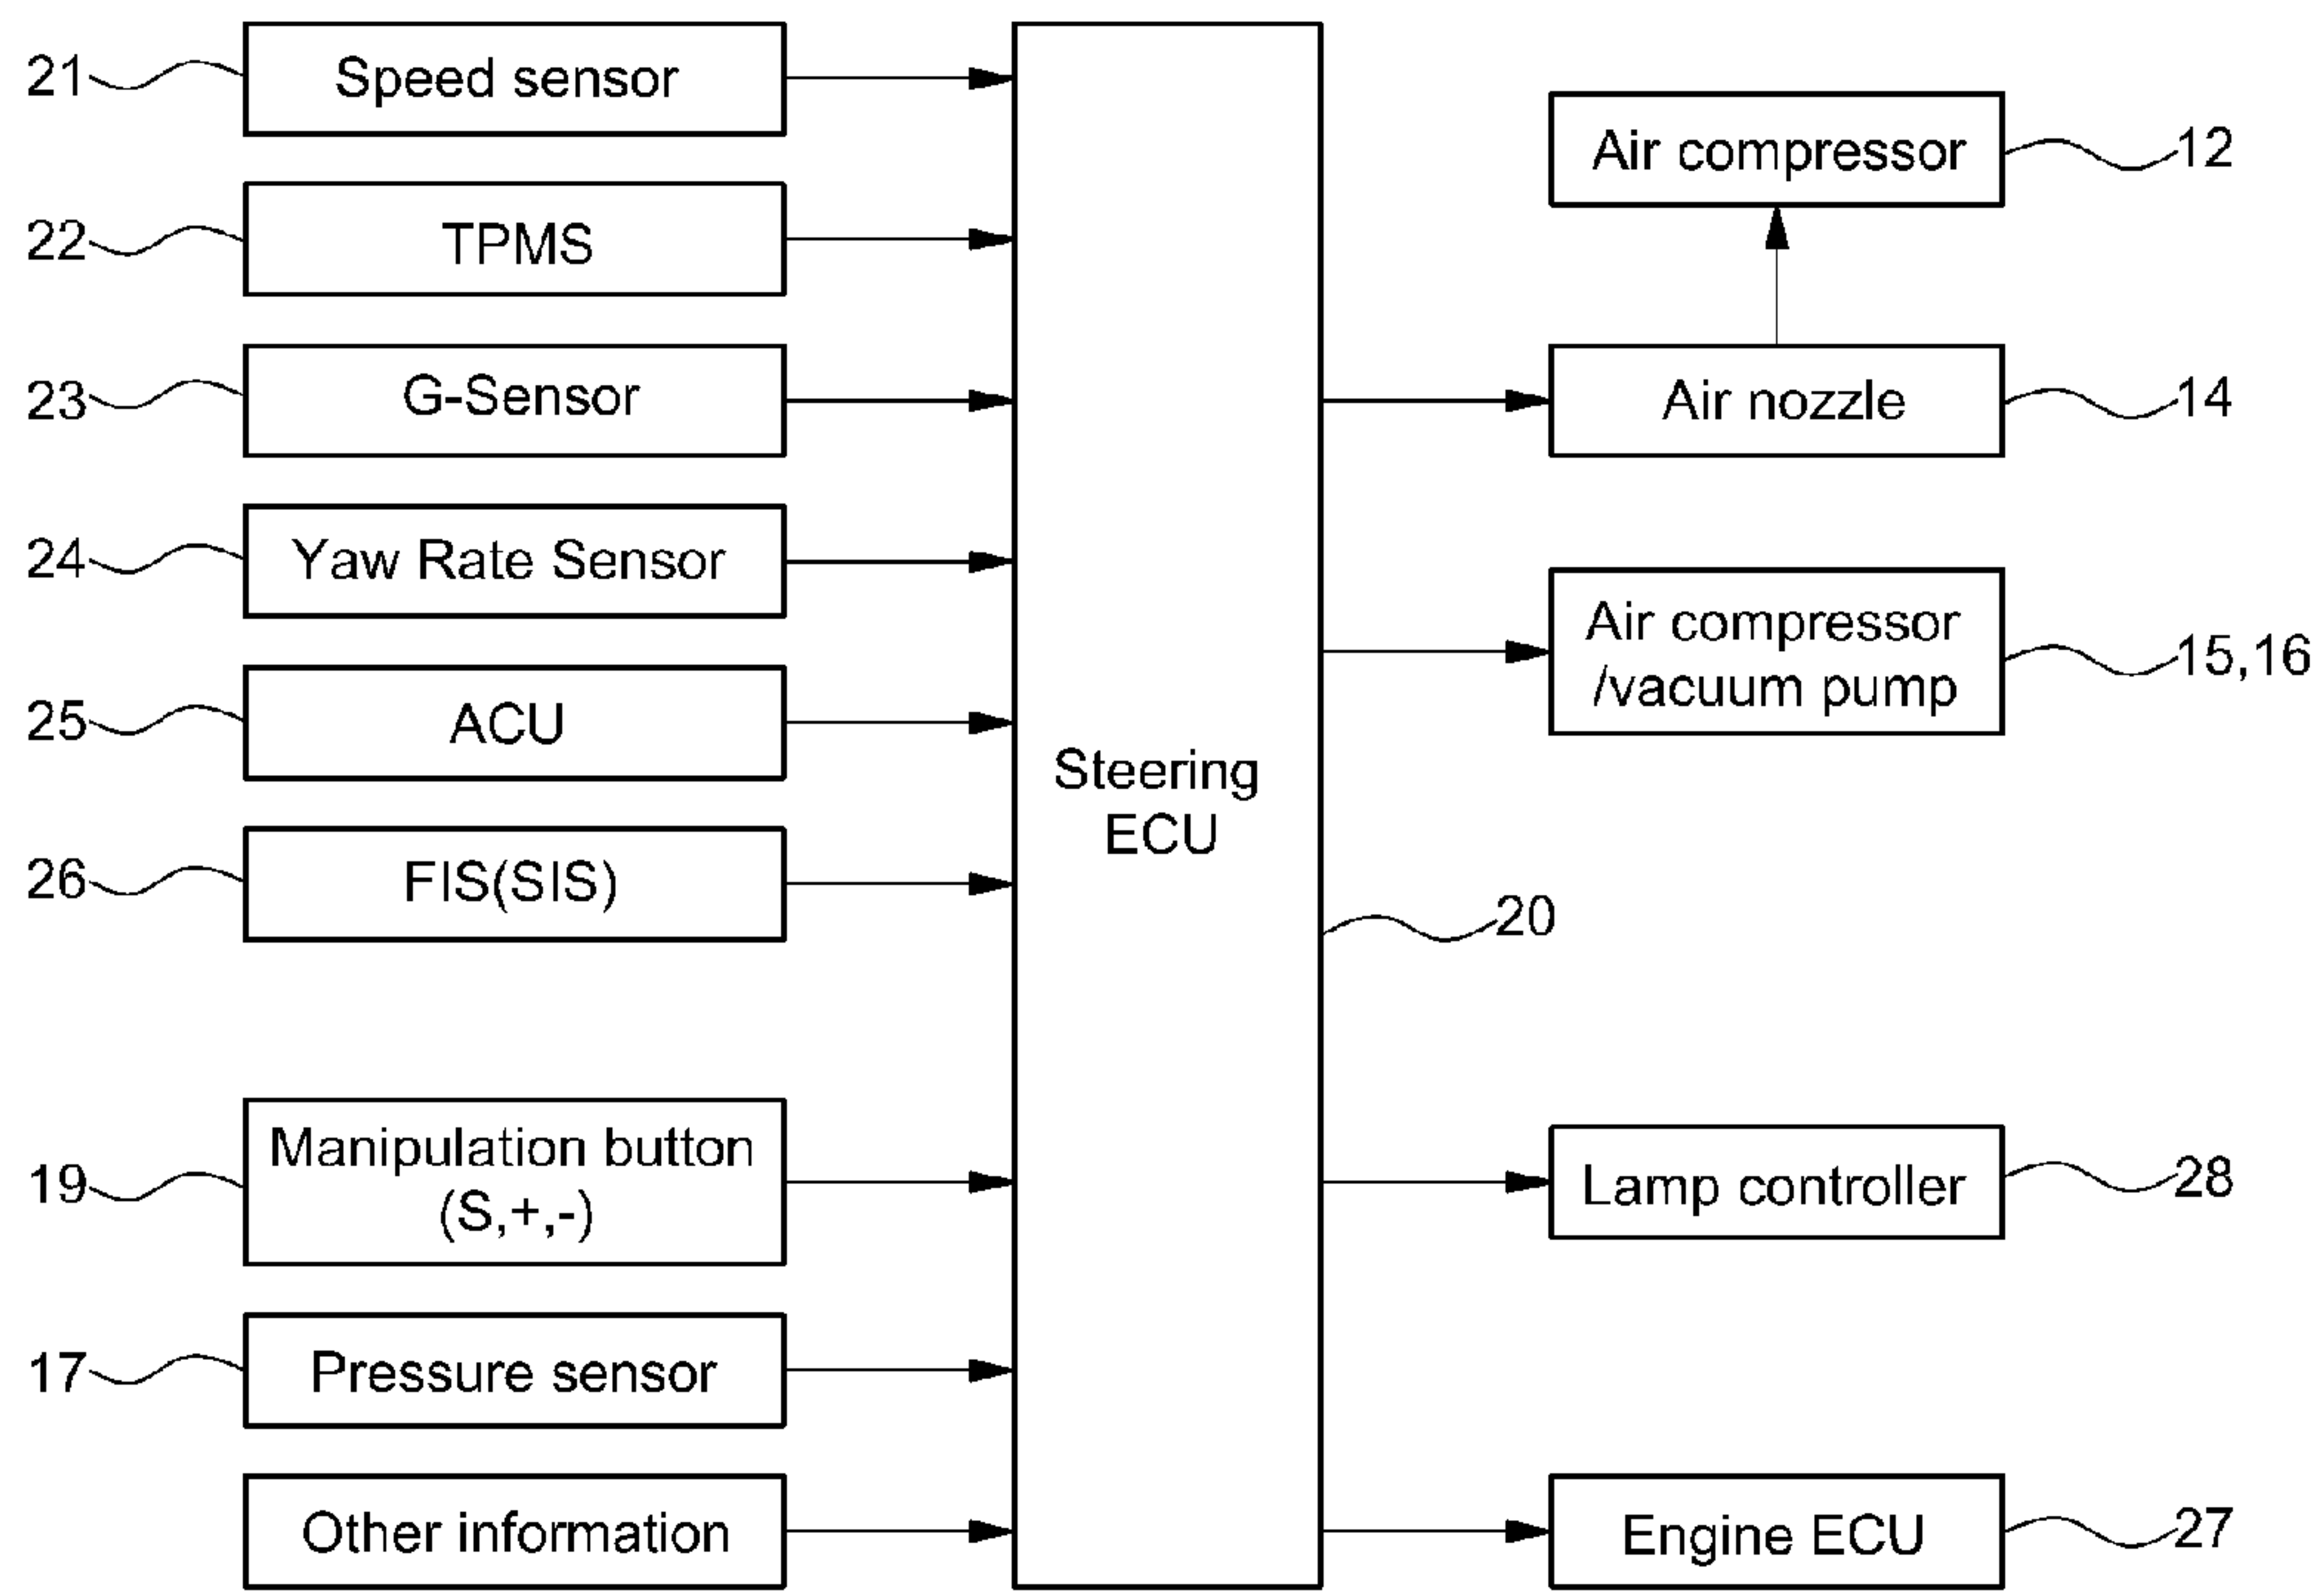 21
Speed sensor
22
TPMS
23
G-Sensor
24
Yaw Rate Sensor
25
ACU
26
FIS(SIS)
19
Manipulation button
(S,+,-)
17
Pressure sensor
Other information
Steering
ECU
20
Air compressor
12
Air nozzle
14
Air compressor
/vacuum pump
15,16
Lamp controller
28
Engine ECU
27